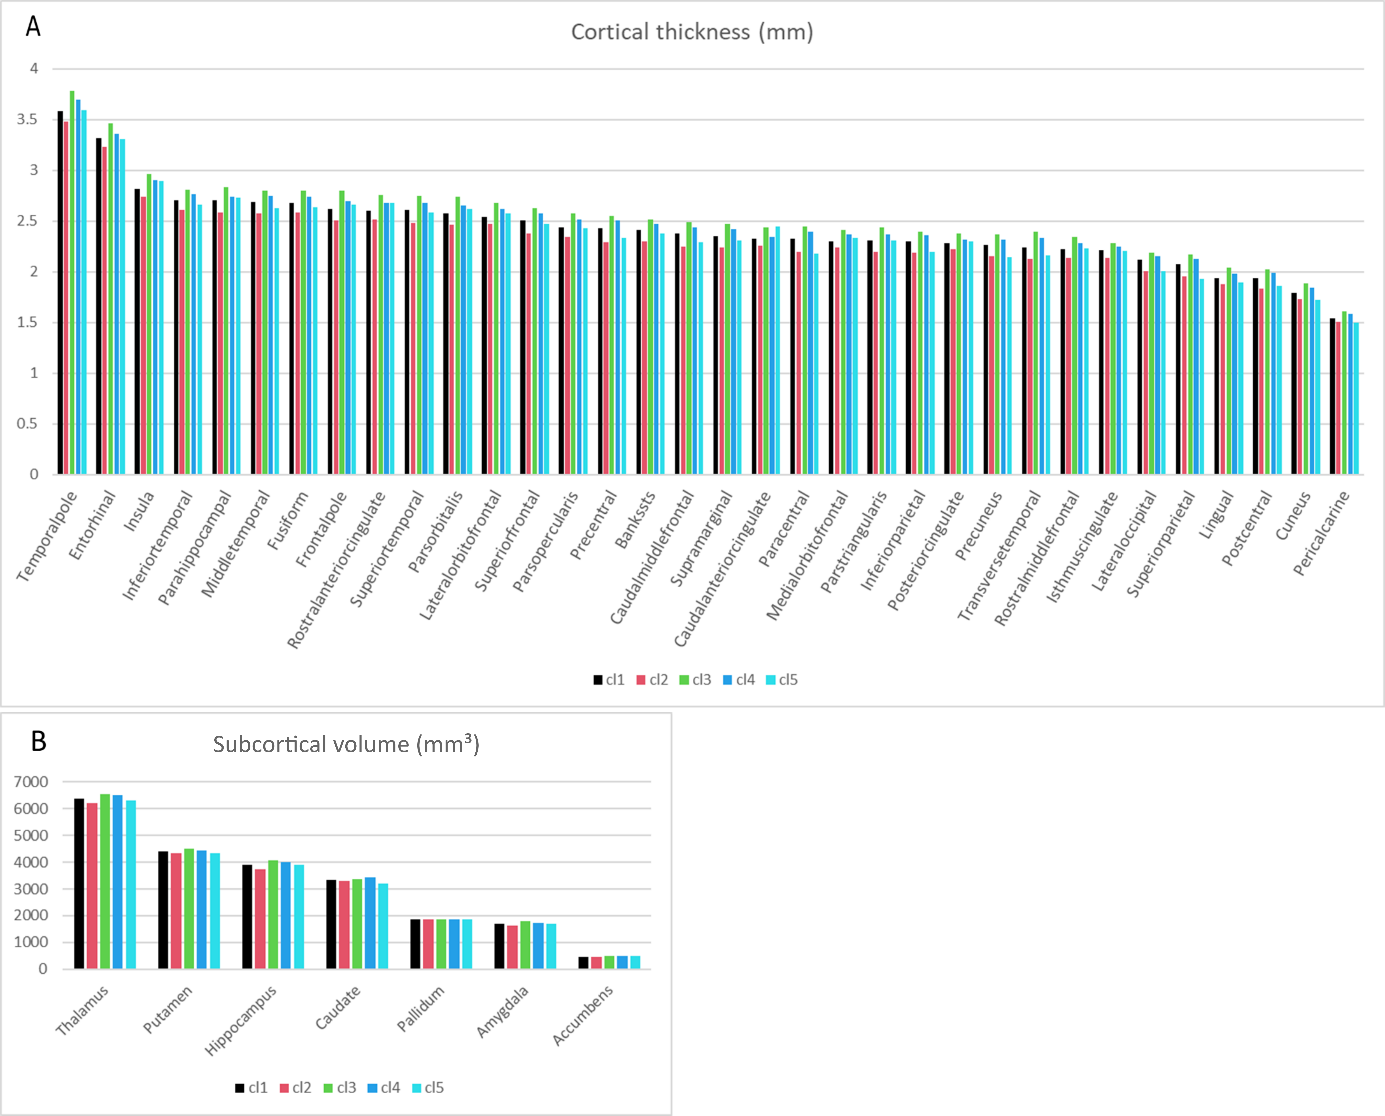 A
Cortical thickness (mm)
4
3.5
3
2.5
2
1.5
1
0.5
0
Temporalpole
Entorhinal
Insula
Inferiortemporal
Parahippocampal
Middletemporal
Fusiform
Frontalpole
Rostralanteriorcingulate
Superiortemporal
Parsorbitalis
Lateralorbitofrontal
Superiorfrontal
Parsopercularis
Precentral
Bankssts
Caudalmiddlefrontal
Supramarginal
Caudalanteriorcingulate
Paracentral
Medialorbitofrontal
Parstriangularis
Inferiorparietal
Posteriorcingulate
Precuneus
Transversetemporal
Rostralmiddlefrontal
Isthmuscingulate
Lateraloccipital
Superiorparietal
Lingual
Postcentral
Cuneus
Pericalcarine
cl1 cl2 cl3 cl4 cl5
B
Subcortical volume (mm³)
7000
6000
5000
4000
3000
2000
1000
0
Thalamus
Putamen
Hippocampus
Caudate
Pallidum
Amygdala
Accumbens
cl1 cl2 cl3 cl4 cl5